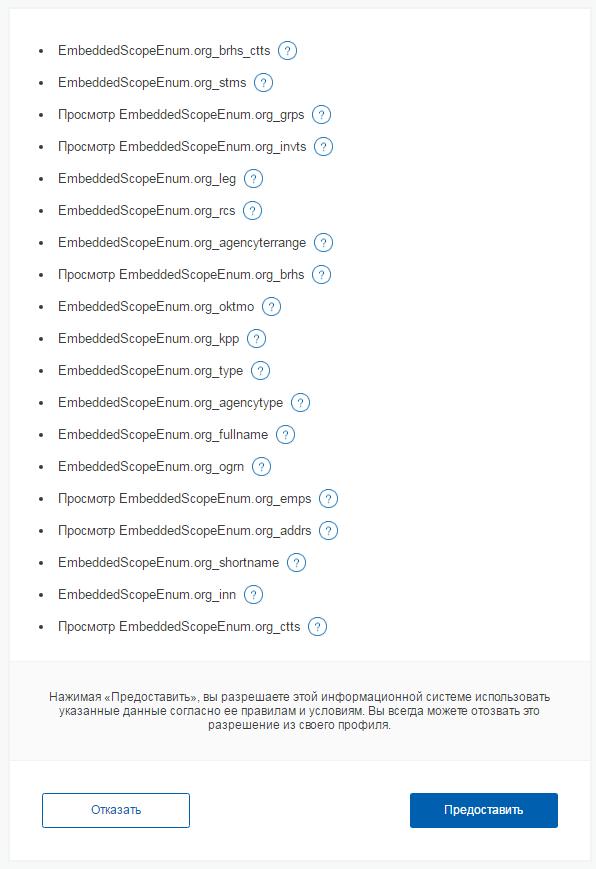 EmbeddedScopeEnum.org_brhs_ctts ?
EmbeddedScopeEnum.org_stms ?
Просмотр EmbeddedScopeEnum.org_grps ?
Просмотр EmbeddedScopeEnum.org_invts ?
EmbeddedScopeEnum.org_leg ?
EmbeddedScopeEnum.org_rcs ?
EmbeddedScopeEnum.org_agencyterrange ?
Просмотр EmbeddedScopeEnum.org_brhs ?
EmbeddedScopeEnum.org_oktmo ?
EmbeddedScopeEnum.org_kpp ?
EmbeddedScopeEnum.org_type ?
EmbeddedScopeEnum.org_agencytype ?
EmbeddedScopeEnum.org_fullname ?
EmbeddedScopeEnum.org_ogrn ?
Просмотр EmbeddedScopeEnum.org_emps ?
Просмотр EmbeddedScopeEnum.org_addrs ?
EmbeddedScopeEnum.org_shortname ?
EmbeddedScopeEnum.org_inn ?
Просмотр EmbeddedScopeEnum.org_ctts ?
Нажимая «Предоставить», вы разрешаете этой информационной системе использовать
указанные данные согласно ее правилам и условиям. Вы всегда можете отозвать это
разрешение из своего профиля.
Отказать
Предоставить